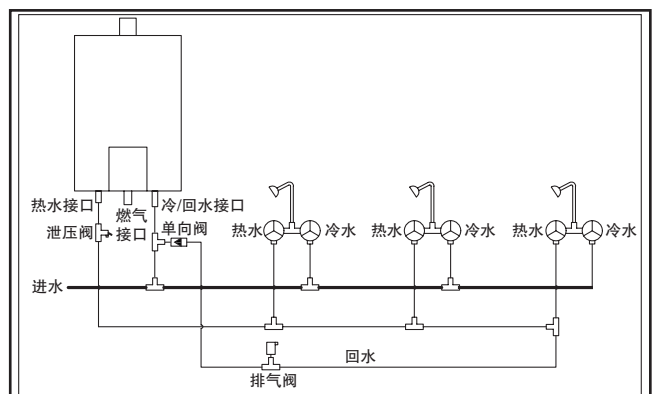 热水接口
燃气
接口
冷/回水接口
泄压阀
单向阀
热水
冷水
热水
冷水
热水
冷水
进水
回水
排气阀